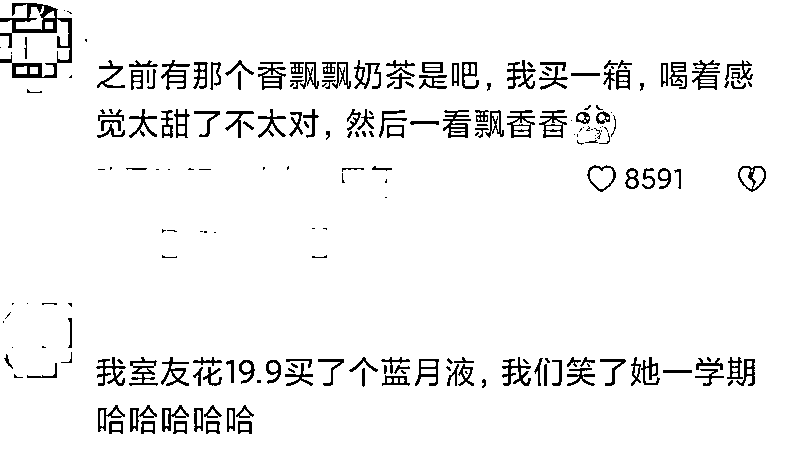 之前有那个香飘飘奶茶是吧，我买一箱，喝着感
觉太甜了不太对，然后一看飘香香
8591
我室友花19.9买了个蓝月液，我们笑了她一学期
哈哈哈哈哈